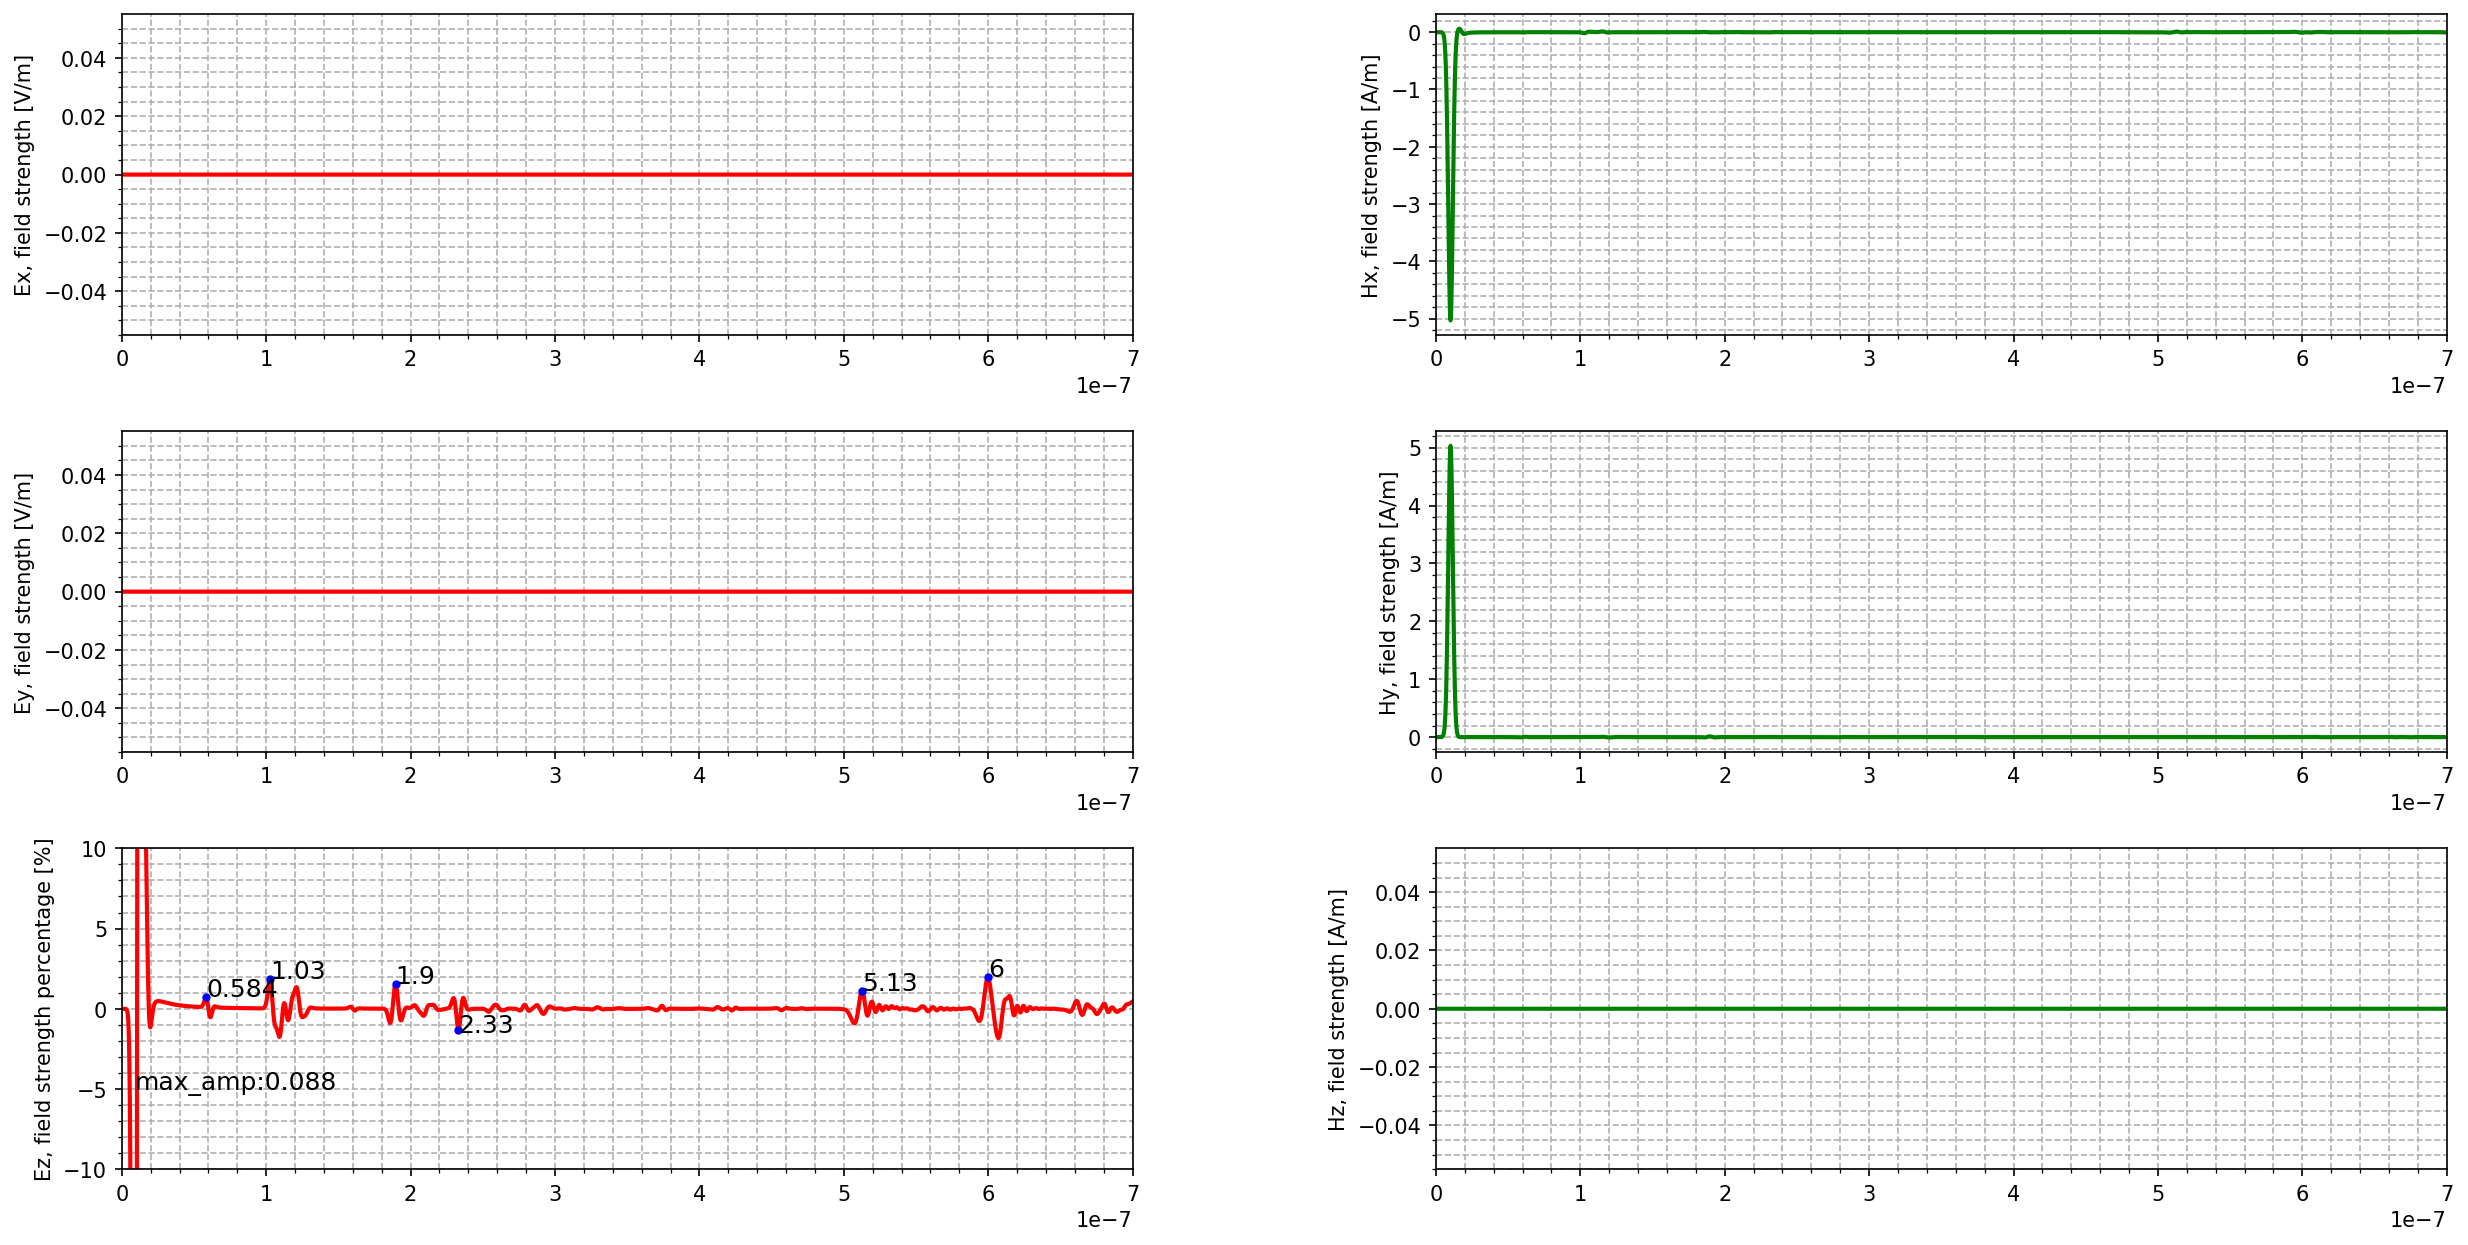 Ex, field strength [V/m]
0.04
0.02
0.00
−0.02
−0.04
0 1 2 3 4 5 6 7
1e−7
Hx, field strength [A/m]
0
−1
−2
−3
−4
−5
0 1 2 3 4 5 6 7
1e−7
Ey, field strength [V/m]
0.04
0.02
0.00
−0.02
−0.04
0 1 2 3 4 5 6 7
1e−7
Hy, field strength [A/m]
5
4
3
2
1
0
0 1 2 3 4 5 6 7
1e−7
Ez, field strength percentage [%]
10
5
0
−5
−10
0.584
1.03
1.9
2.33
5.13
6
max_amp:0.088
0 1 2 3 4 5 6 7
1e−7
Hz, field strength [A/m]
0.04
0.02
0.00
−0.02
−0.04
0 1 2 3 4 5 6 7
1e−7